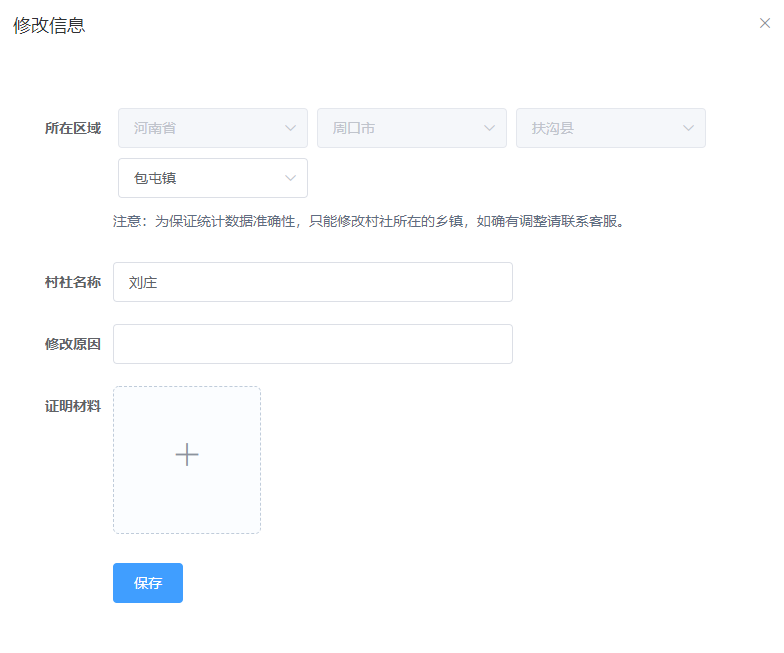 修改信息
所在区域 河南省 周口市 扶沟县
包屯镇
注意：为保证统计数据准确性，只能修改村社所在的乡镇，如确有调整请联系客服。
村社名称 刘庄
修改原因
证明材料
保存